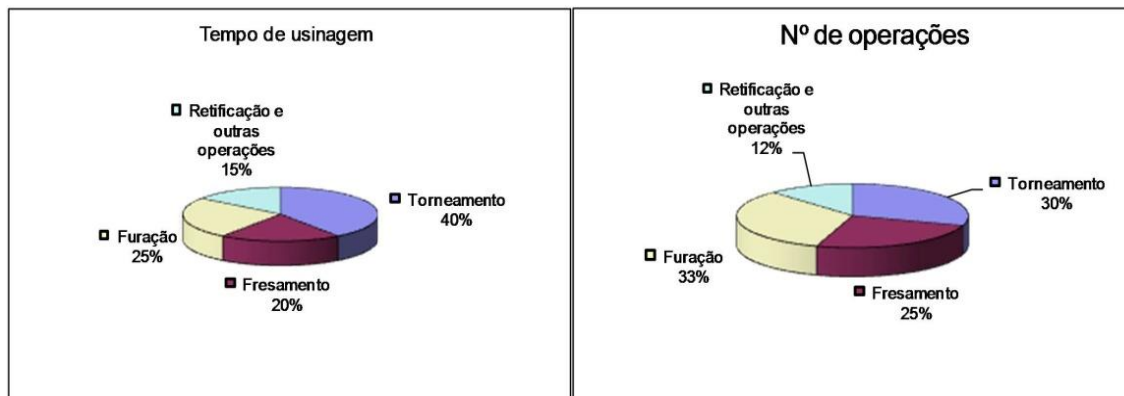 Tempo de usinagem
Retificação e
outras
operações
15%
Torneamento
40%
Furação
25%
Fresamento
20%
Nº de operações
Retificação e
outras
operações
12%
Torneamento
30%
Furação
33%
Fresamento
25%